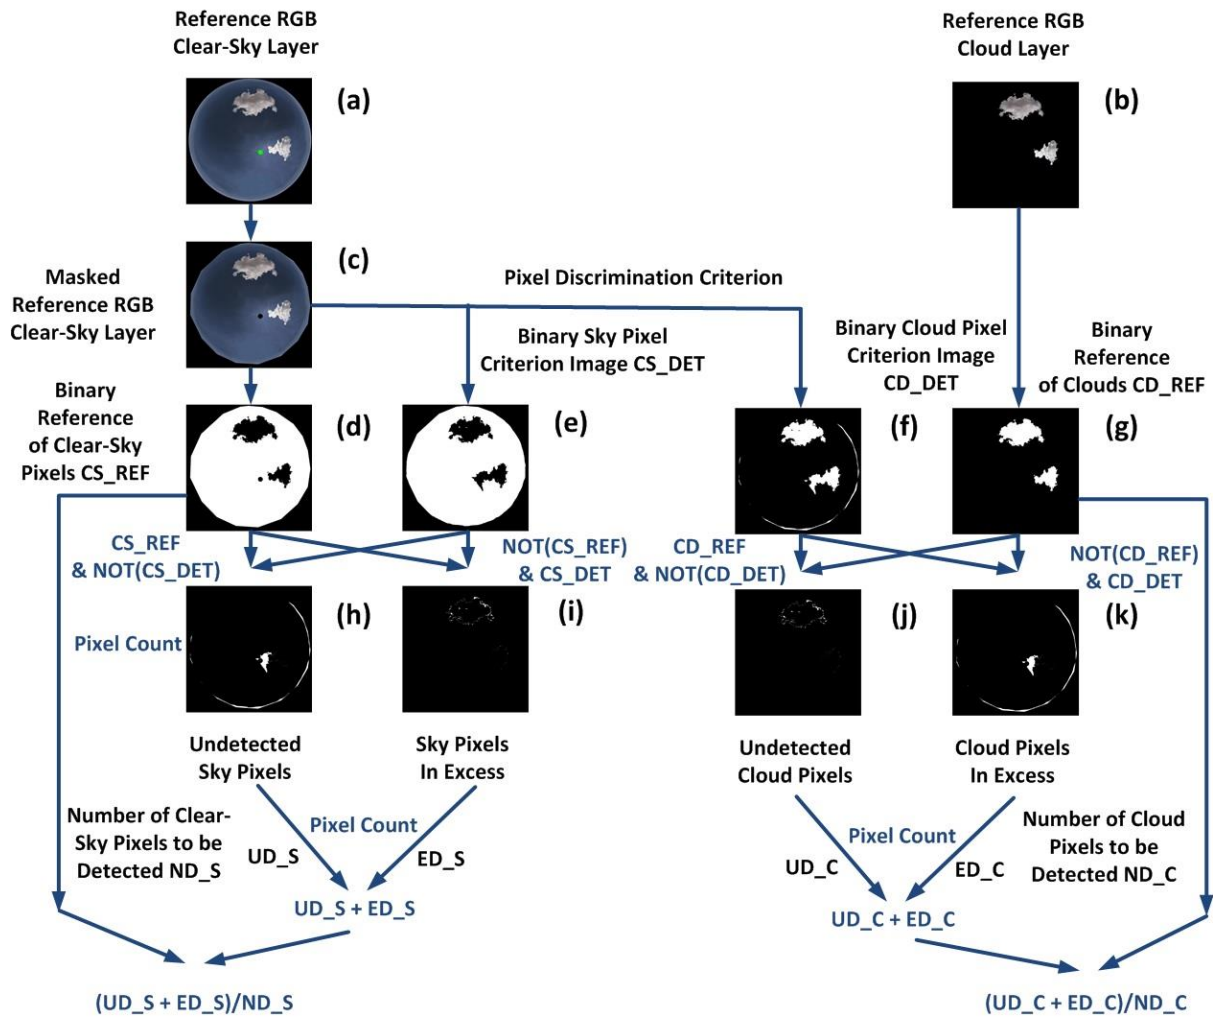 Reference RGB
Clear-Sky Layer
Reference RGB
Cloud Layer
(a)
(b)
Masked
Reference RGB
Clear-Sky Layer
(c)
Pixel Discrimination Criterion
Binary Sky Pixel
Criterion Image CS_DET
Binary Cloud Pixel
Criterion Image
CD_DET
Binary
Reference
of Clouds CD_REF
Binary
Reference
of Clear-Sky
Pixels CS_REF
(d)
(e)
(f)
(g)
CS_REF
& NOT(CS_DET)
NOT(CS_REF)
& CS_DET
CD_REF
& NOT(CD_DET)
NOT(CD_REF)
& CD_DET
Pixel Count
(h)
(i)
(j)
(k)
Undetected
Sky Pixels
Sky Pixels
In Excess
Undetected
Cloud Pixels
Cloud Pixels
In Excess
Number of Clear-
Sky Pixels to be
Detected ND_S
Pixel Count
UD_S
ED_S
Pixel Count
UD_C
ED_C
Number of Cloud
Pixels to be
Detected ND_C
UD_S + ED_S
UD_C + ED_C
(UD_S + ED_S)/ND_S
(UD_C + ED_C)/ND_C